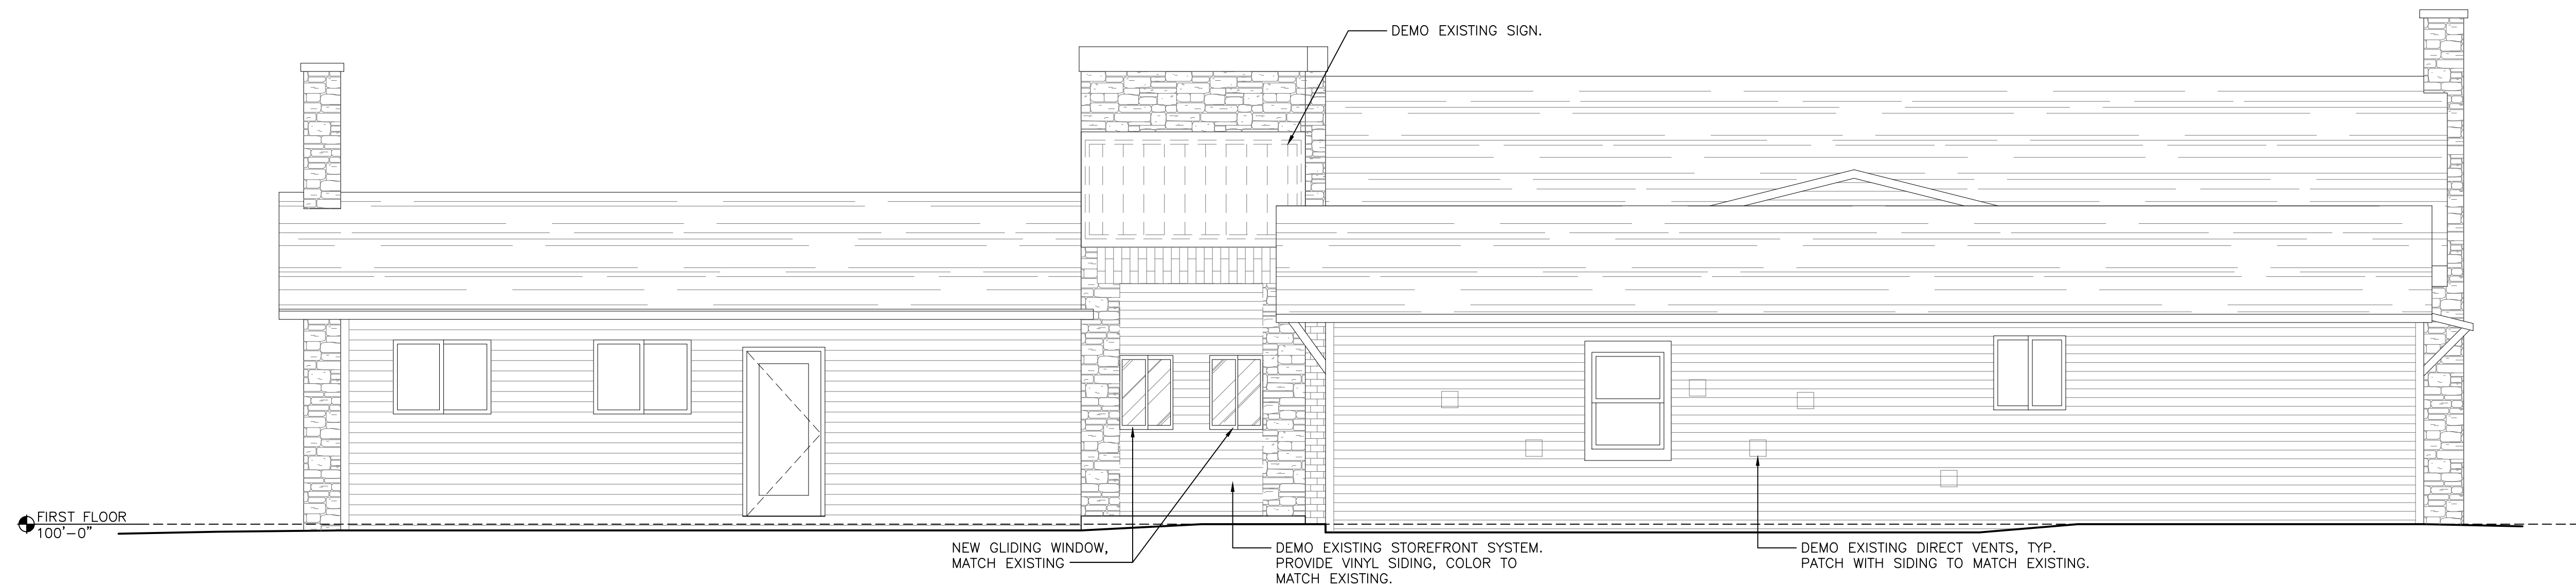 DEMO EXISTING SIGN.
FIRST FLOOR
100'-0"
NEW GLIDING WINDOW,
MATCH EXISTING
DEMO EXISTING STOREFRONT SYSTEM.
PROVIDE VINYL SIDING, COLOR TO
MATCH EXISTING.
DEMO EXISTING DIRECT VENTS, TYP.
PATCH WITH SIDING TO MATCH EXISTING.